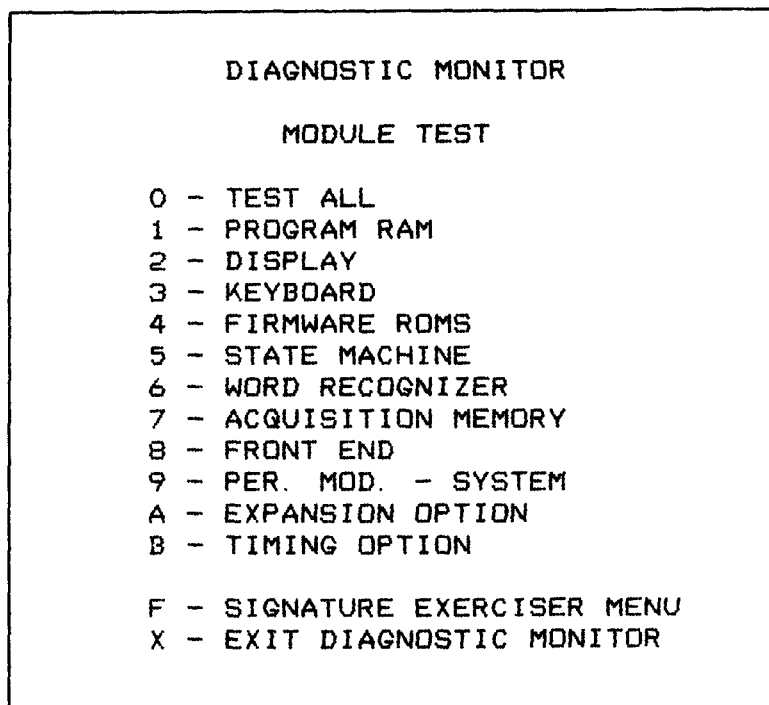 DIAGNOSTIC MONITOR
MODULE TEST
0 - TEST ALL
1 - PROGRAM RAM
2 - DISPLAY
3 - KEYBOARD
4 - FIRMWARE ROMS
5 - STATE MACHINE
6 - WORD RECOGNIZER
7 - ACQUISITION MEMORY
8 - FRONT END
9 - PER. MOD. - SYSTEM
A - EXPANSION OPTION
B - TIMING OPTION
F - SIGNATURE EXERCISER MENU
X - EXIT DIAGNOSTIC MONITOR